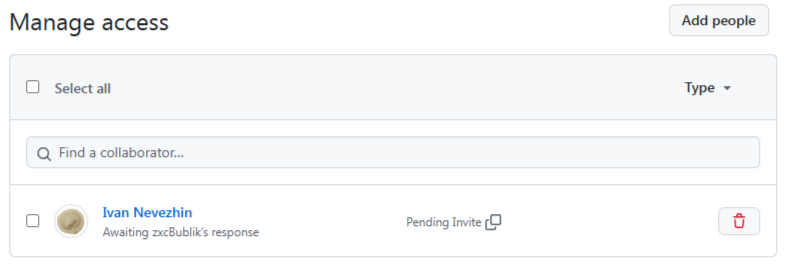 Manage access
Add people
Select all
Type
Find a collaborator...
Ivan Nevezhin
Awaiting zxcBublik's response
Pending Invite